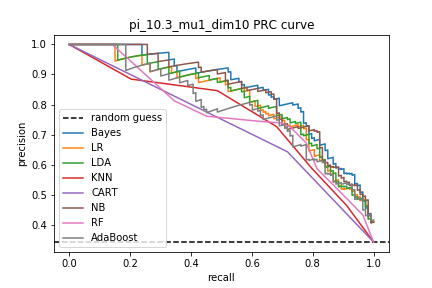 pi_10.3_mu1_dim10 PRC curve
1.0
0.9
0.8
0.7
0.6
0.5
0.4
precision
random guess
Bayes
LR
LDA
KNN
CART
NB
RF
AdaBoost
0.0 0.2 0.4 0.6 0.8 1.0
recall